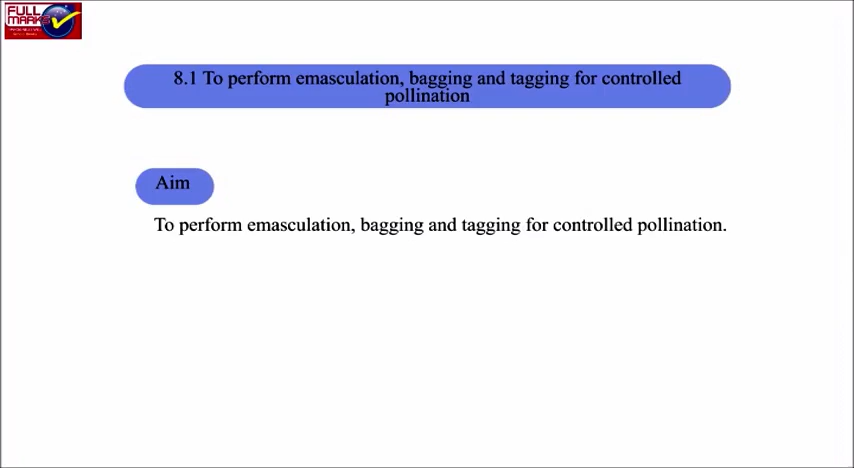 FULL
MARKS
8.1 To perform emasculation, bagging and tagging for controlled
pollination
Aim
To perform emasculation, bagging and tagging for controlled pollination.